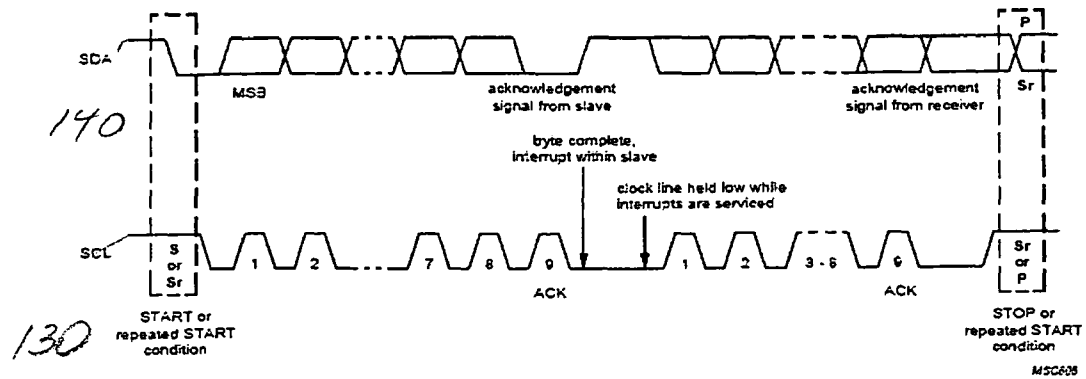 P
SDA
MSB
acknowledgement
signal from slave
acknowledgement
signal from receiver
Sr
140
byte complete,
interrupt within slave
clock line held low while
interrupts are serviced
SCL
S
or
Sr
1
2
7
8
9
1
2
3 - 8
9
Sr
or
P
ACK
ACK
START or
repeated START
condition
STOP or
repeated START
condition
130
MSC608